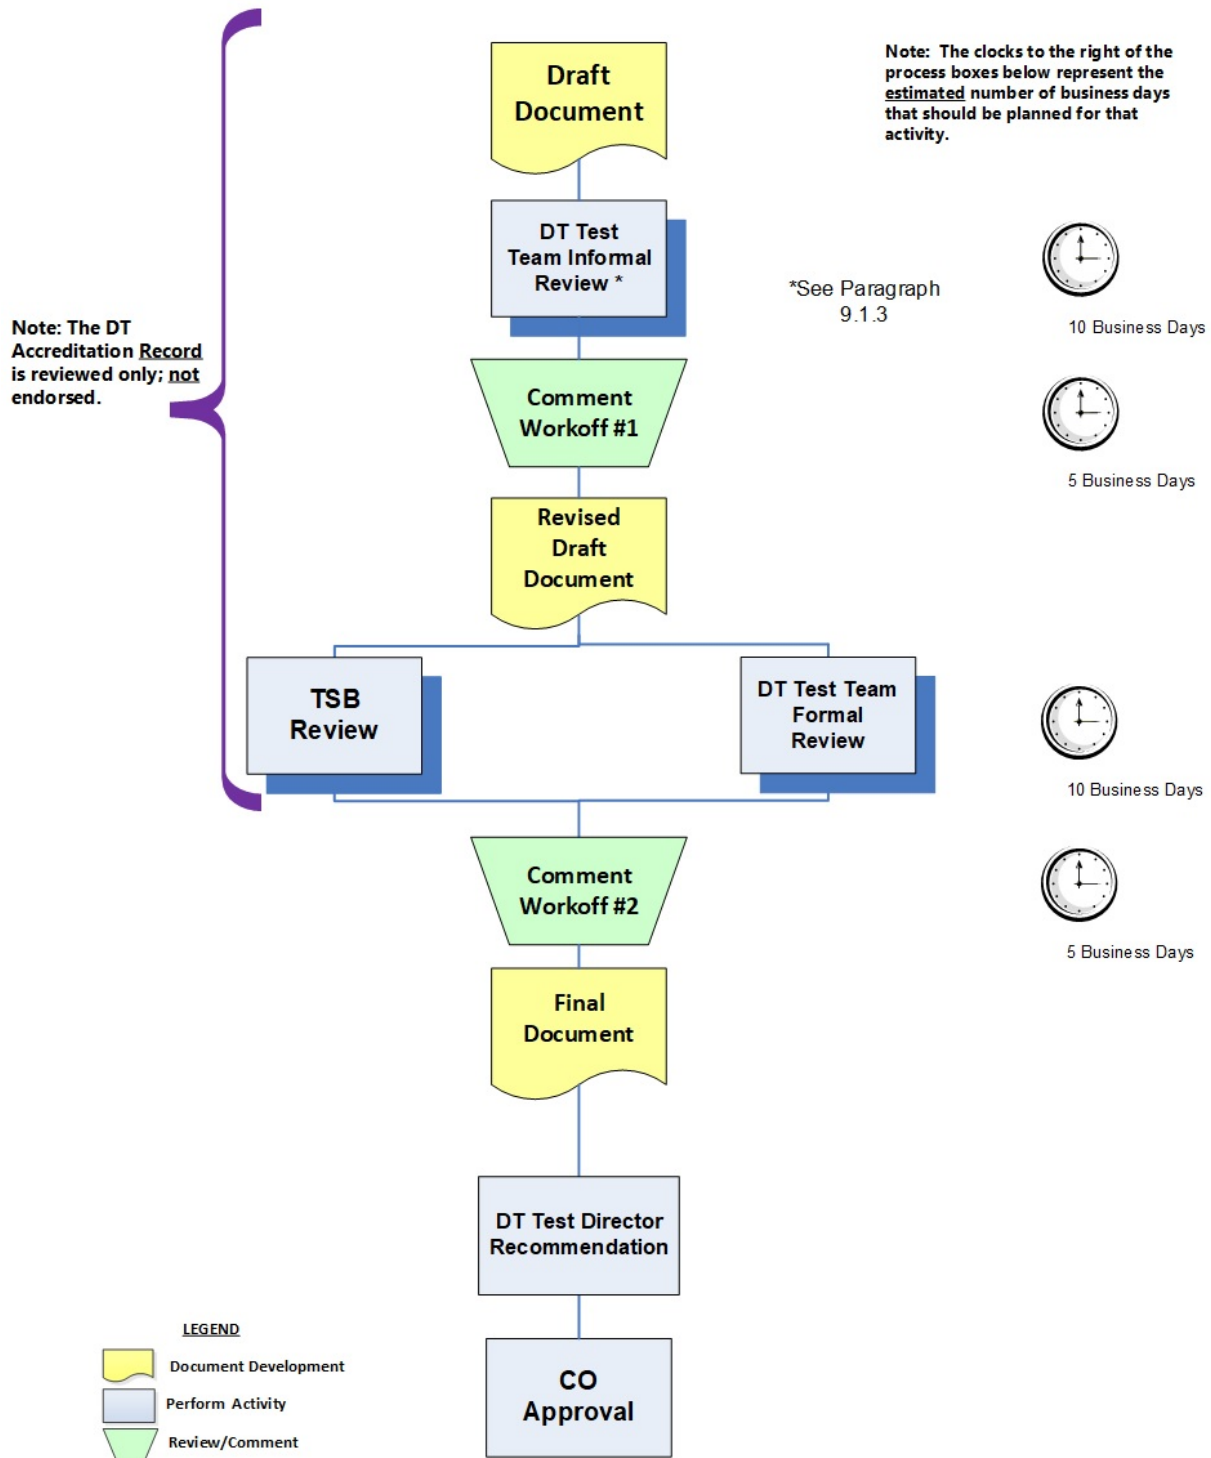 Draft
Document
Note: The clocks to the right of the
process boxes below represent the
estimated number of business days
that should be planned for that
activity.
DT Test
Team Informal
Review *
*See Paragraph
9.1.3
10 Business Days
Note: The DT
Accreditation Record
is reviewed only; not
endorsed.
Comment
Workoff #1
5 Business Days
Revised
Draft
Document
TSB
Review
DT Test Team
Formal
Review
10 Business Days
Comment
Workoff #2
5 Business Days
Final
Document
DT Test Director
Recommendation
CO
Approval
LEGEND
Document Development
Perform Activity
Review/Comment